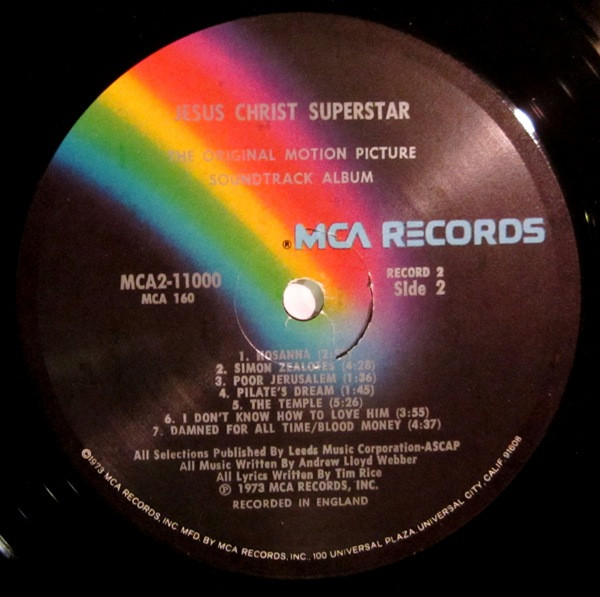 JESUS CHRIST SUPERSTAR
THE ORIGINAL MOTION PICTURE
SOUNDTRACK ALBUM
® MCA RECORDS
MCA2-11000
MCA 160
RECORD 2
Side 2
1. HOSANNA
2. SIMON ZEALOTES (4:28)
3. POOR JERUSALEM (1:36)
4. PILATE'S DREAM (1:45)
5. THE TEMPLE (5:26)
6. I DON'T KNOW HOW TO LOVE HIM (3:55)
7. DAMNED FOR ALL TIME/BLOOD MONEY (4:37)
All Selections Published By Leeds Music Corporation-ASCAP
All Music Written By Andrew Lloyd Webber
All Lyrics Written By Tim Rice
℗ 1973 MCA RECORDS, INC.
RECORDED IN ENGLAND
©1973 MCA RECORDS, INC. MFD. BY MCA RECORDS, INC., 100 UNIVERSAL PLAZA, UNIVERSAL CITY, CALIF. 91608